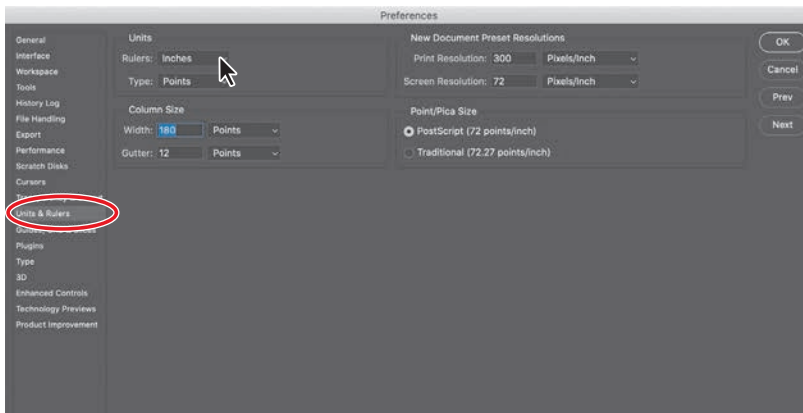 Preferences
General
Interface
Workspace
Tools
History Log
File Handling
Export
Performance
Scratch Disks
Cursors
Units & Rulers
Plugins
Type
3D
Enhanced Controls
Technology Previews
Product Improvement
Units
Rulers: Inches
Type: Points
Column Size
Width: 180 Points
Gutter: 12 Points
New Document Preset Resolutions
Print Resolution: 300 Pixels/Inch
Screen Resolution: 72 Pixels/Inch
Point/Pica Size
PostScript (72 points/inch)
Traditional (72.27 points/inch)
OK
Cancel
Prev
Next